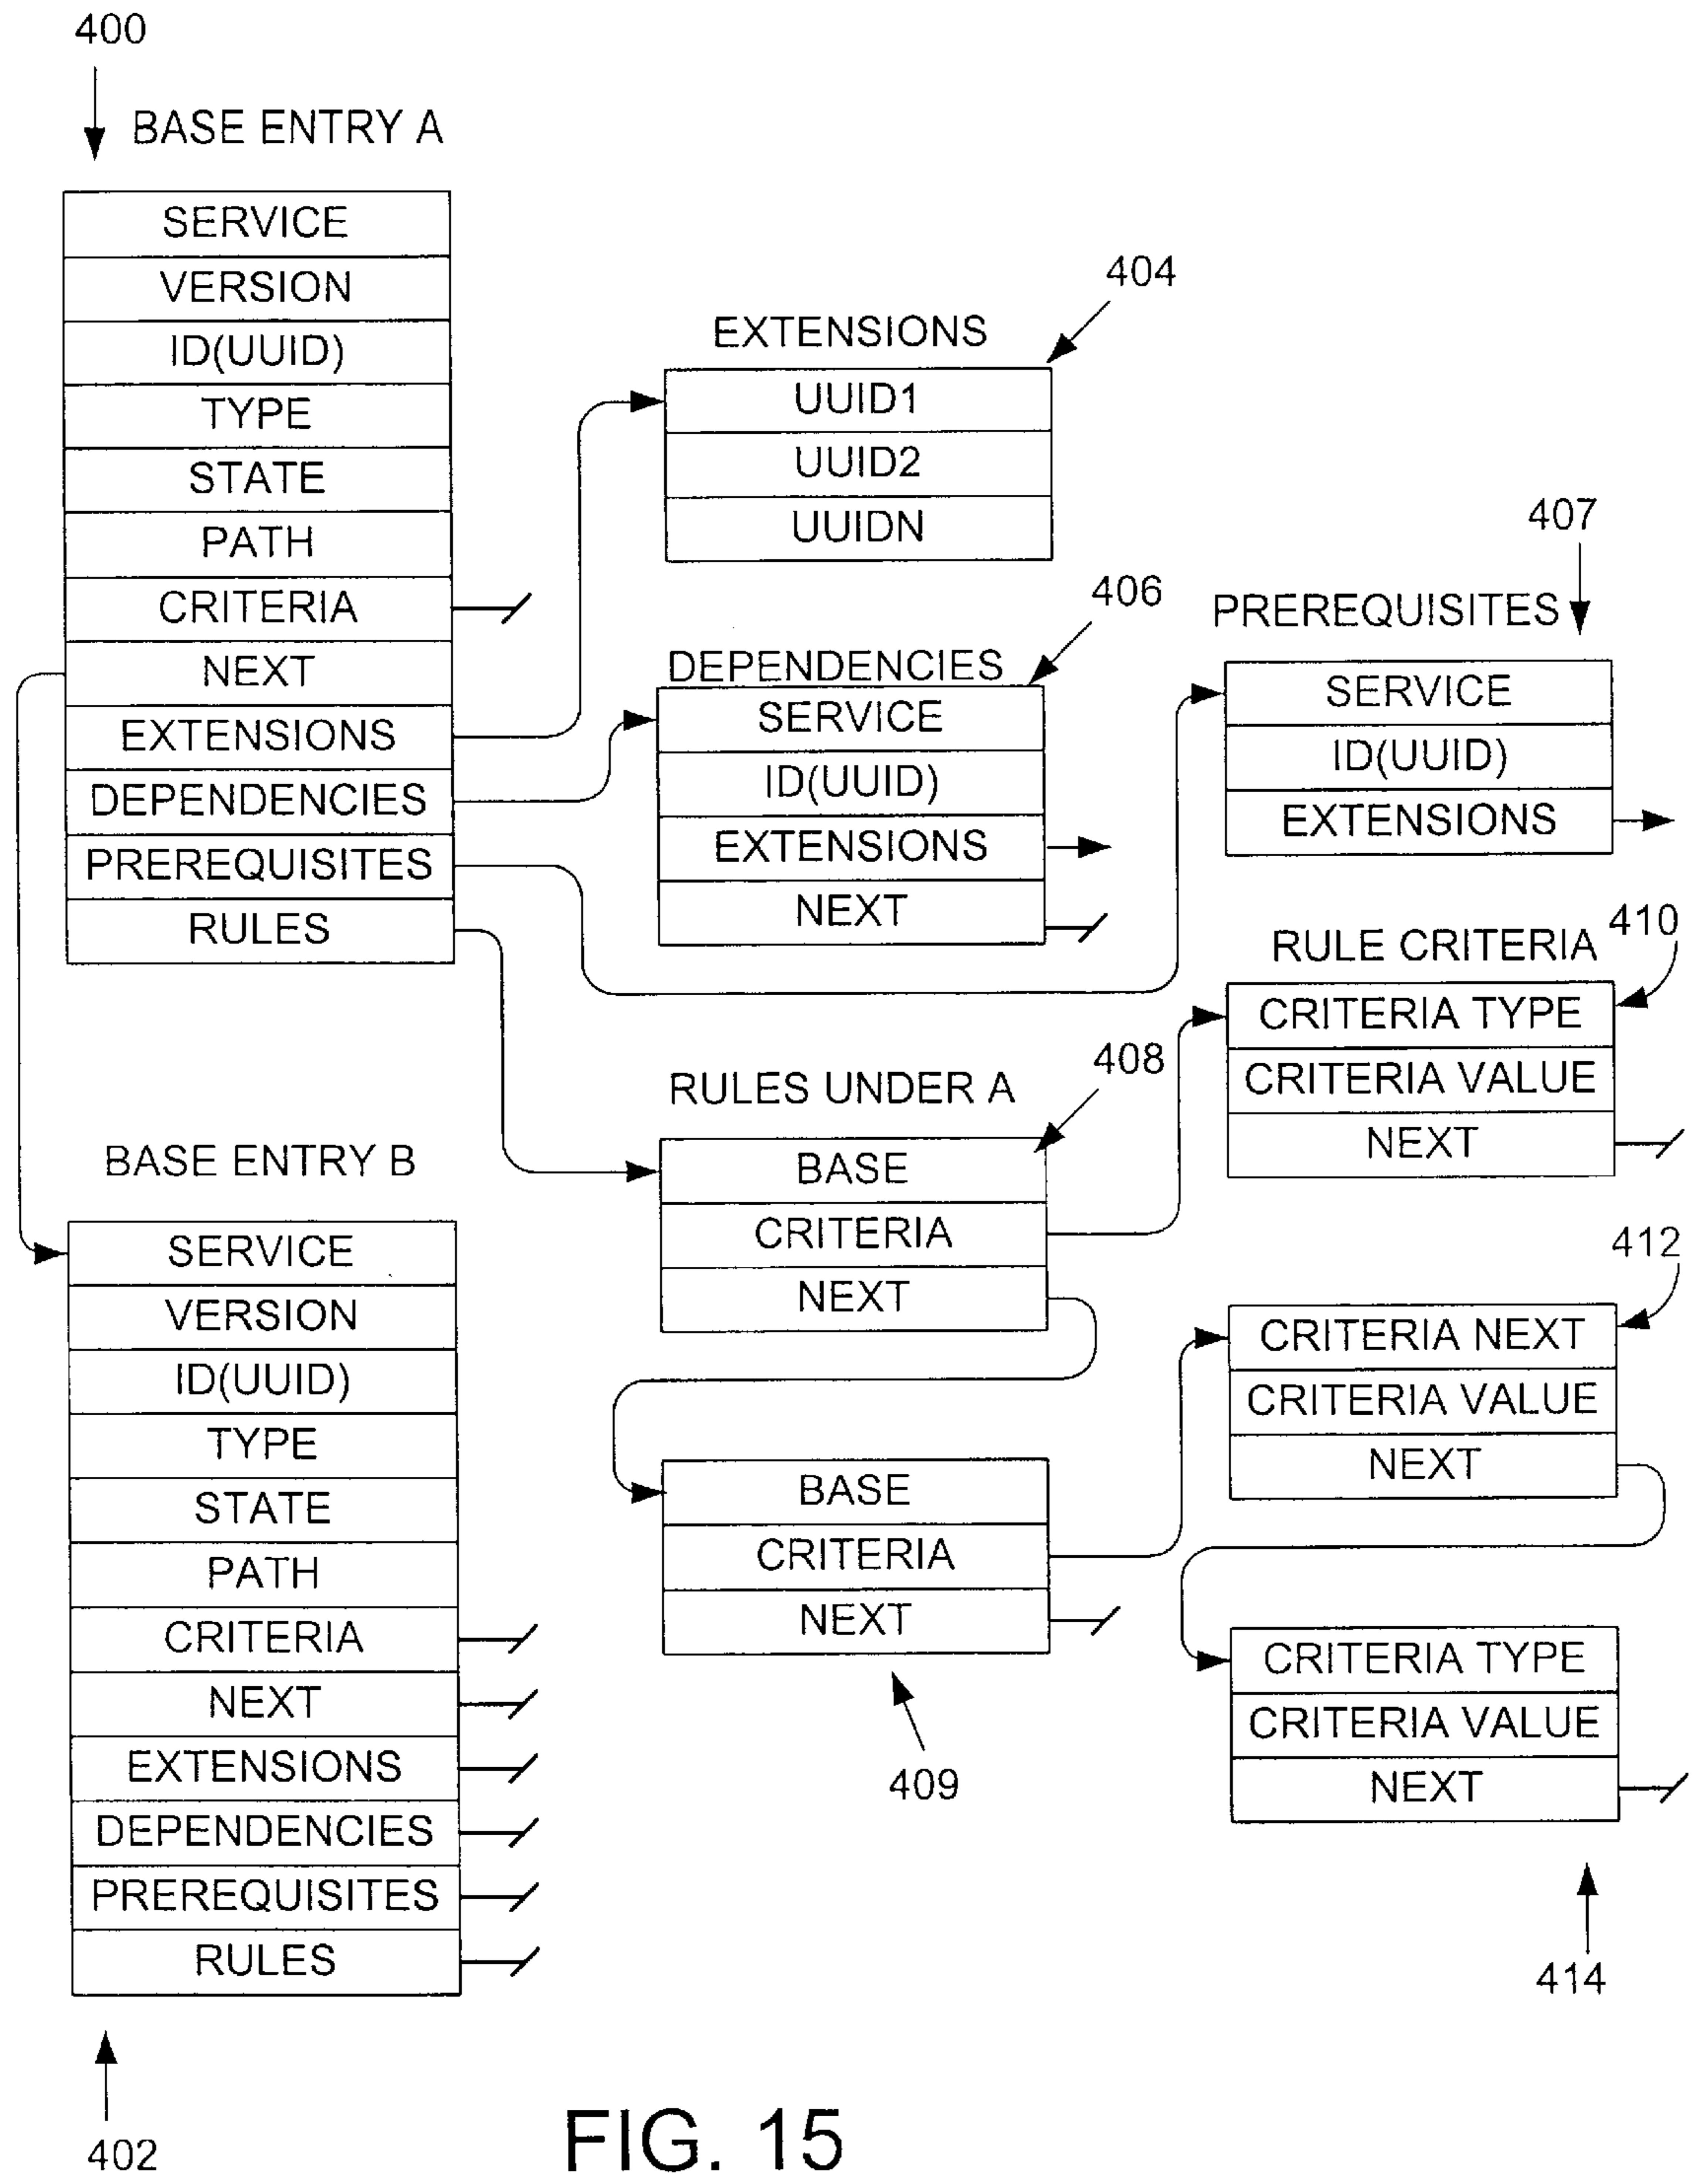 400
BASE ENTRY A
SERVICE
VERSION
ID(UUID)
TYPE
STATE
PATH
CRITERIA
NEXT
EXTENSIONS
DEPENDENCIES
PREREQUISITES
RULES
404
EXTENSIONS
UUID1
UUID2
UUIDN
406
DEPENDENCIES
SERVICE
ID(UUID)
EXTENSIONS
NEXT
407
PREREQUISITES
SERVICE
ID(UUID)
EXTENSIONS
408
RULES UNDER A
BASE
CRITERIA
NEXT
BASE
CRITERIA
NEXT
409
410
RULE CRITERIA
CRITERIA TYPE
CRITERIA VALUE
NEXT
412
CRITERIA NEXT
CRITERIA VALUE
NEXT
CRITERIA TYPE
CRITERIA VALUE
NEXT
414
BASE ENTRY B
SERVICE
VERSION
ID(UUID)
TYPE
STATE
PATH
CRITERIA
NEXT
EXTENSIONS
DEPENDENCIES
PREREQUISITES
RULES
402
FIG. 15